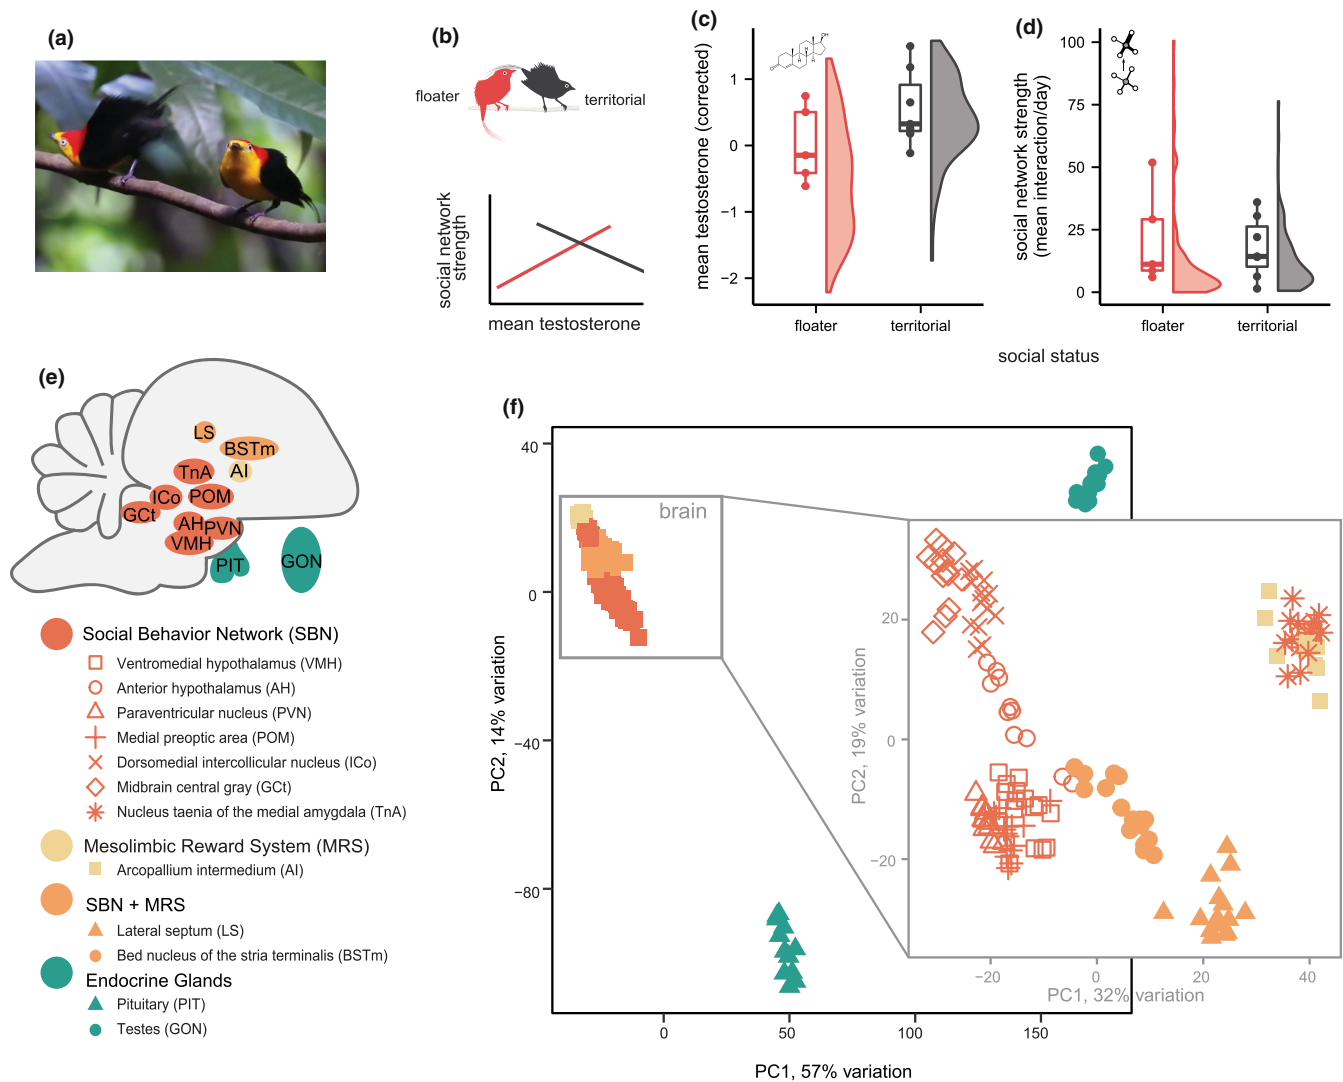 (a)
(b)
floater
territorial
social network
strength
mean testosterone
(c)
mean testosterone (corrected)
1
0
−1
−2
OH
H
H
H
O
floater
territorial
(d)
social network strength
(mean interaction/day)
100
75
50
25
0
floater
territorial
social status
(e)
LS
BSTm
TnA
AI
ICo
POM
GCt
AH
PVN
VMH
PIT
GON
Social Behavior Network (SBN)
Ventromedial hypothalamus (VMH)
Anterior hypothalamus (AH)
Paraventricular nucleus (PVN)
Medial preoptic area (POM)
Dorsomedial intercollicular nucleus (ICo)
Midbrain central gray (GCt)
Nucleus taenia of the medial amygdala (TnA)
Mesolimbic Reward System (MRS)
Arcopallium intermedium (AI)
SBN + MRS
Lateral septum (LS)
Bed nucleus of the stria terminalis (BSTm)
Endocrine Glands
Pituitary (PIT)
Testes (GON)
(f)
PC2, 14% variation
40
0
−40
−80
brain
PC2, 19% variation
20
0
−20
−20
0
20
40
PC1, 32% variation
0
50
100
150
PC1, 57% variation